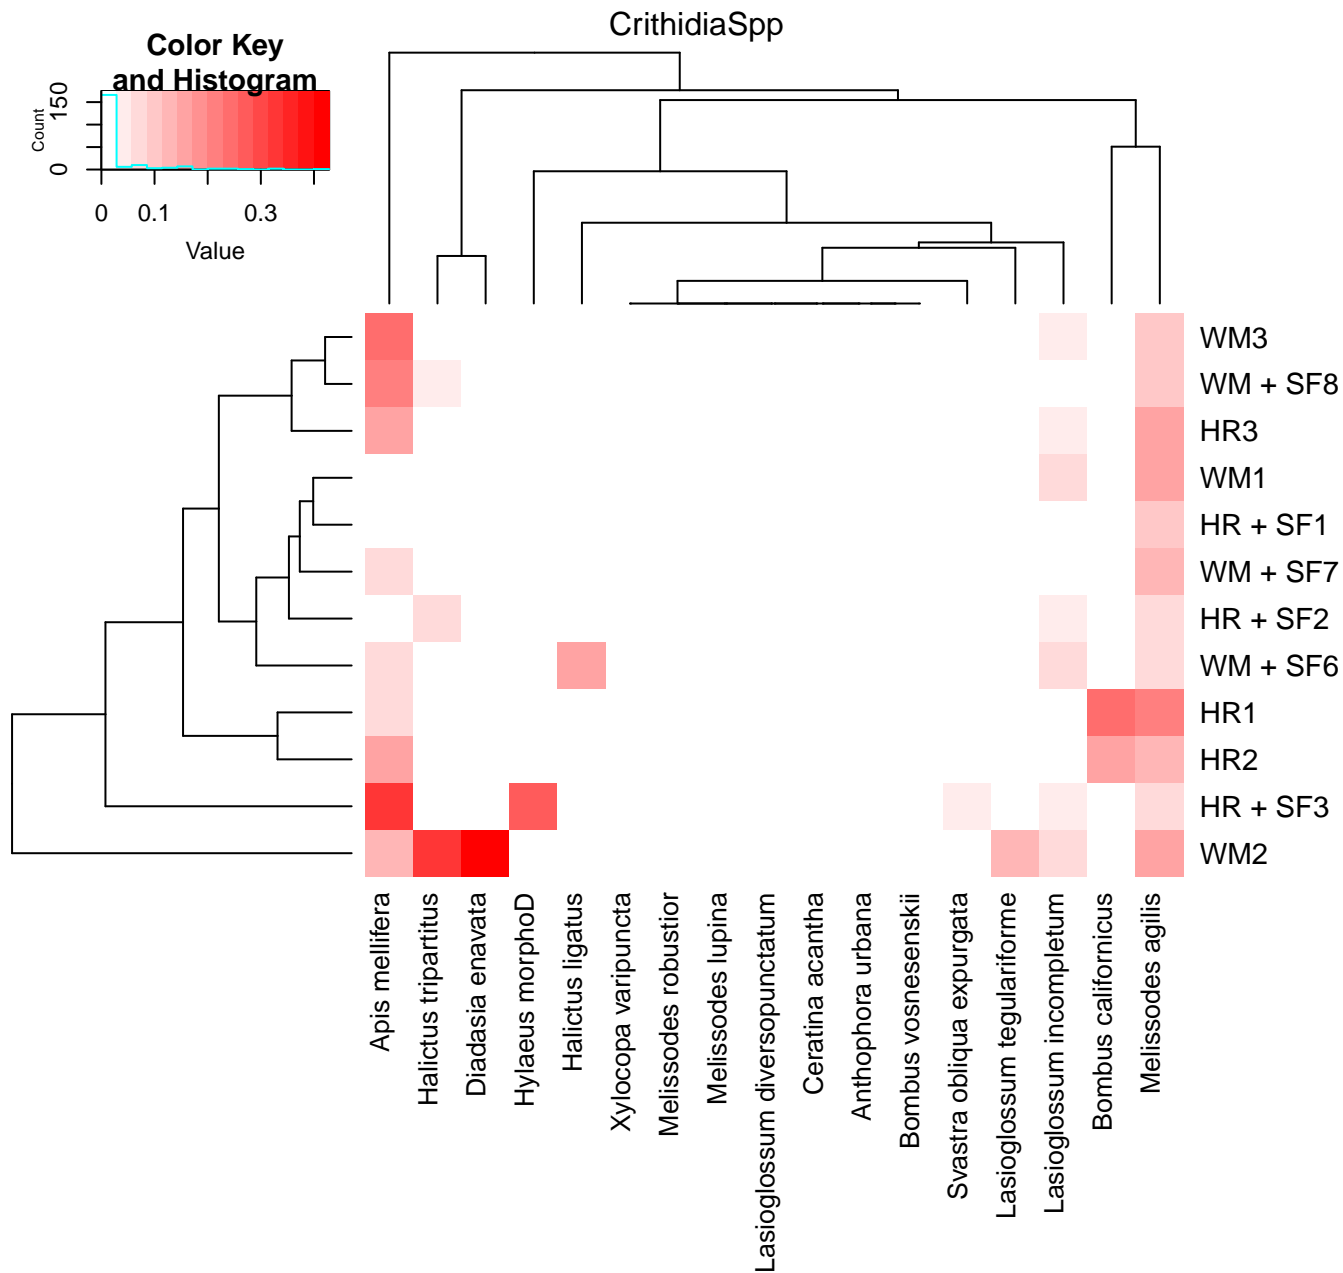 CrithidiaSpp
Color Key
and Histogram
Count
0
150
0
0.1
0.3
Value
WM3
WM + SF8
HR3
WM1
HR + SF1
WM + SF7
HR + SF2
WM + SF6
HR1
HR2
HR + SF3
WM2
Apis mellifera
Halictus tripartitus
Diadasia enavata
Hylaeus morphoD
Halictus ligatus
Xylocopa varipuncta
Melissodes robustior
Melissodes lupina
Lasioglossum diversopunctatum
Ceratina acantha
Anthophora urbana
Bombus vosnesenskii
Svastra obliqua expurgata
Lasioglossum tegulariforme
Lasioglossum incompletum
Bombus californicus
Melissodes agilis